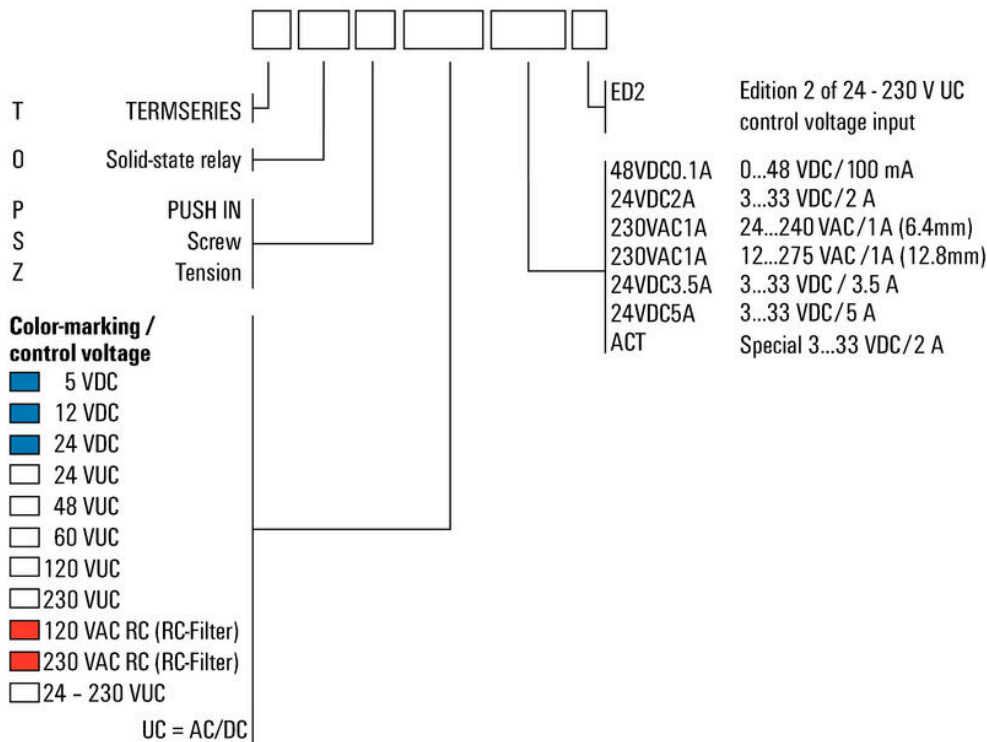 T TERMSERIES
O Solid-state relay
P PUSH IN
S Screw
Z Tension
Color-marking /
control voltage
5 VDC
12 VDC
24 VDC
24 VUC
48 VUC
60 VUC
120 VUC
230 VUC
120 VAC RC (RC-Filter)
230 VAC RC (RC-Filter)
24 – 230 VUC
UC = AC/DC
ED2 Edition 2 of 24 - 230 V UC
control voltage input
48VDC0.1A 0...48 VDC/100 mA
24VDC2A 3...33 VDC/2 A
230VAC1A 24...240 VAC/1A (6.4mm)
230VAC1A 12...275 VAC /1A (12.8mm)
24VDC3.5A 3...33 VDC / 3.5 A
24VDC5A 3...33 VDC/5 A
ACT Special 3...33 VDC/2 A